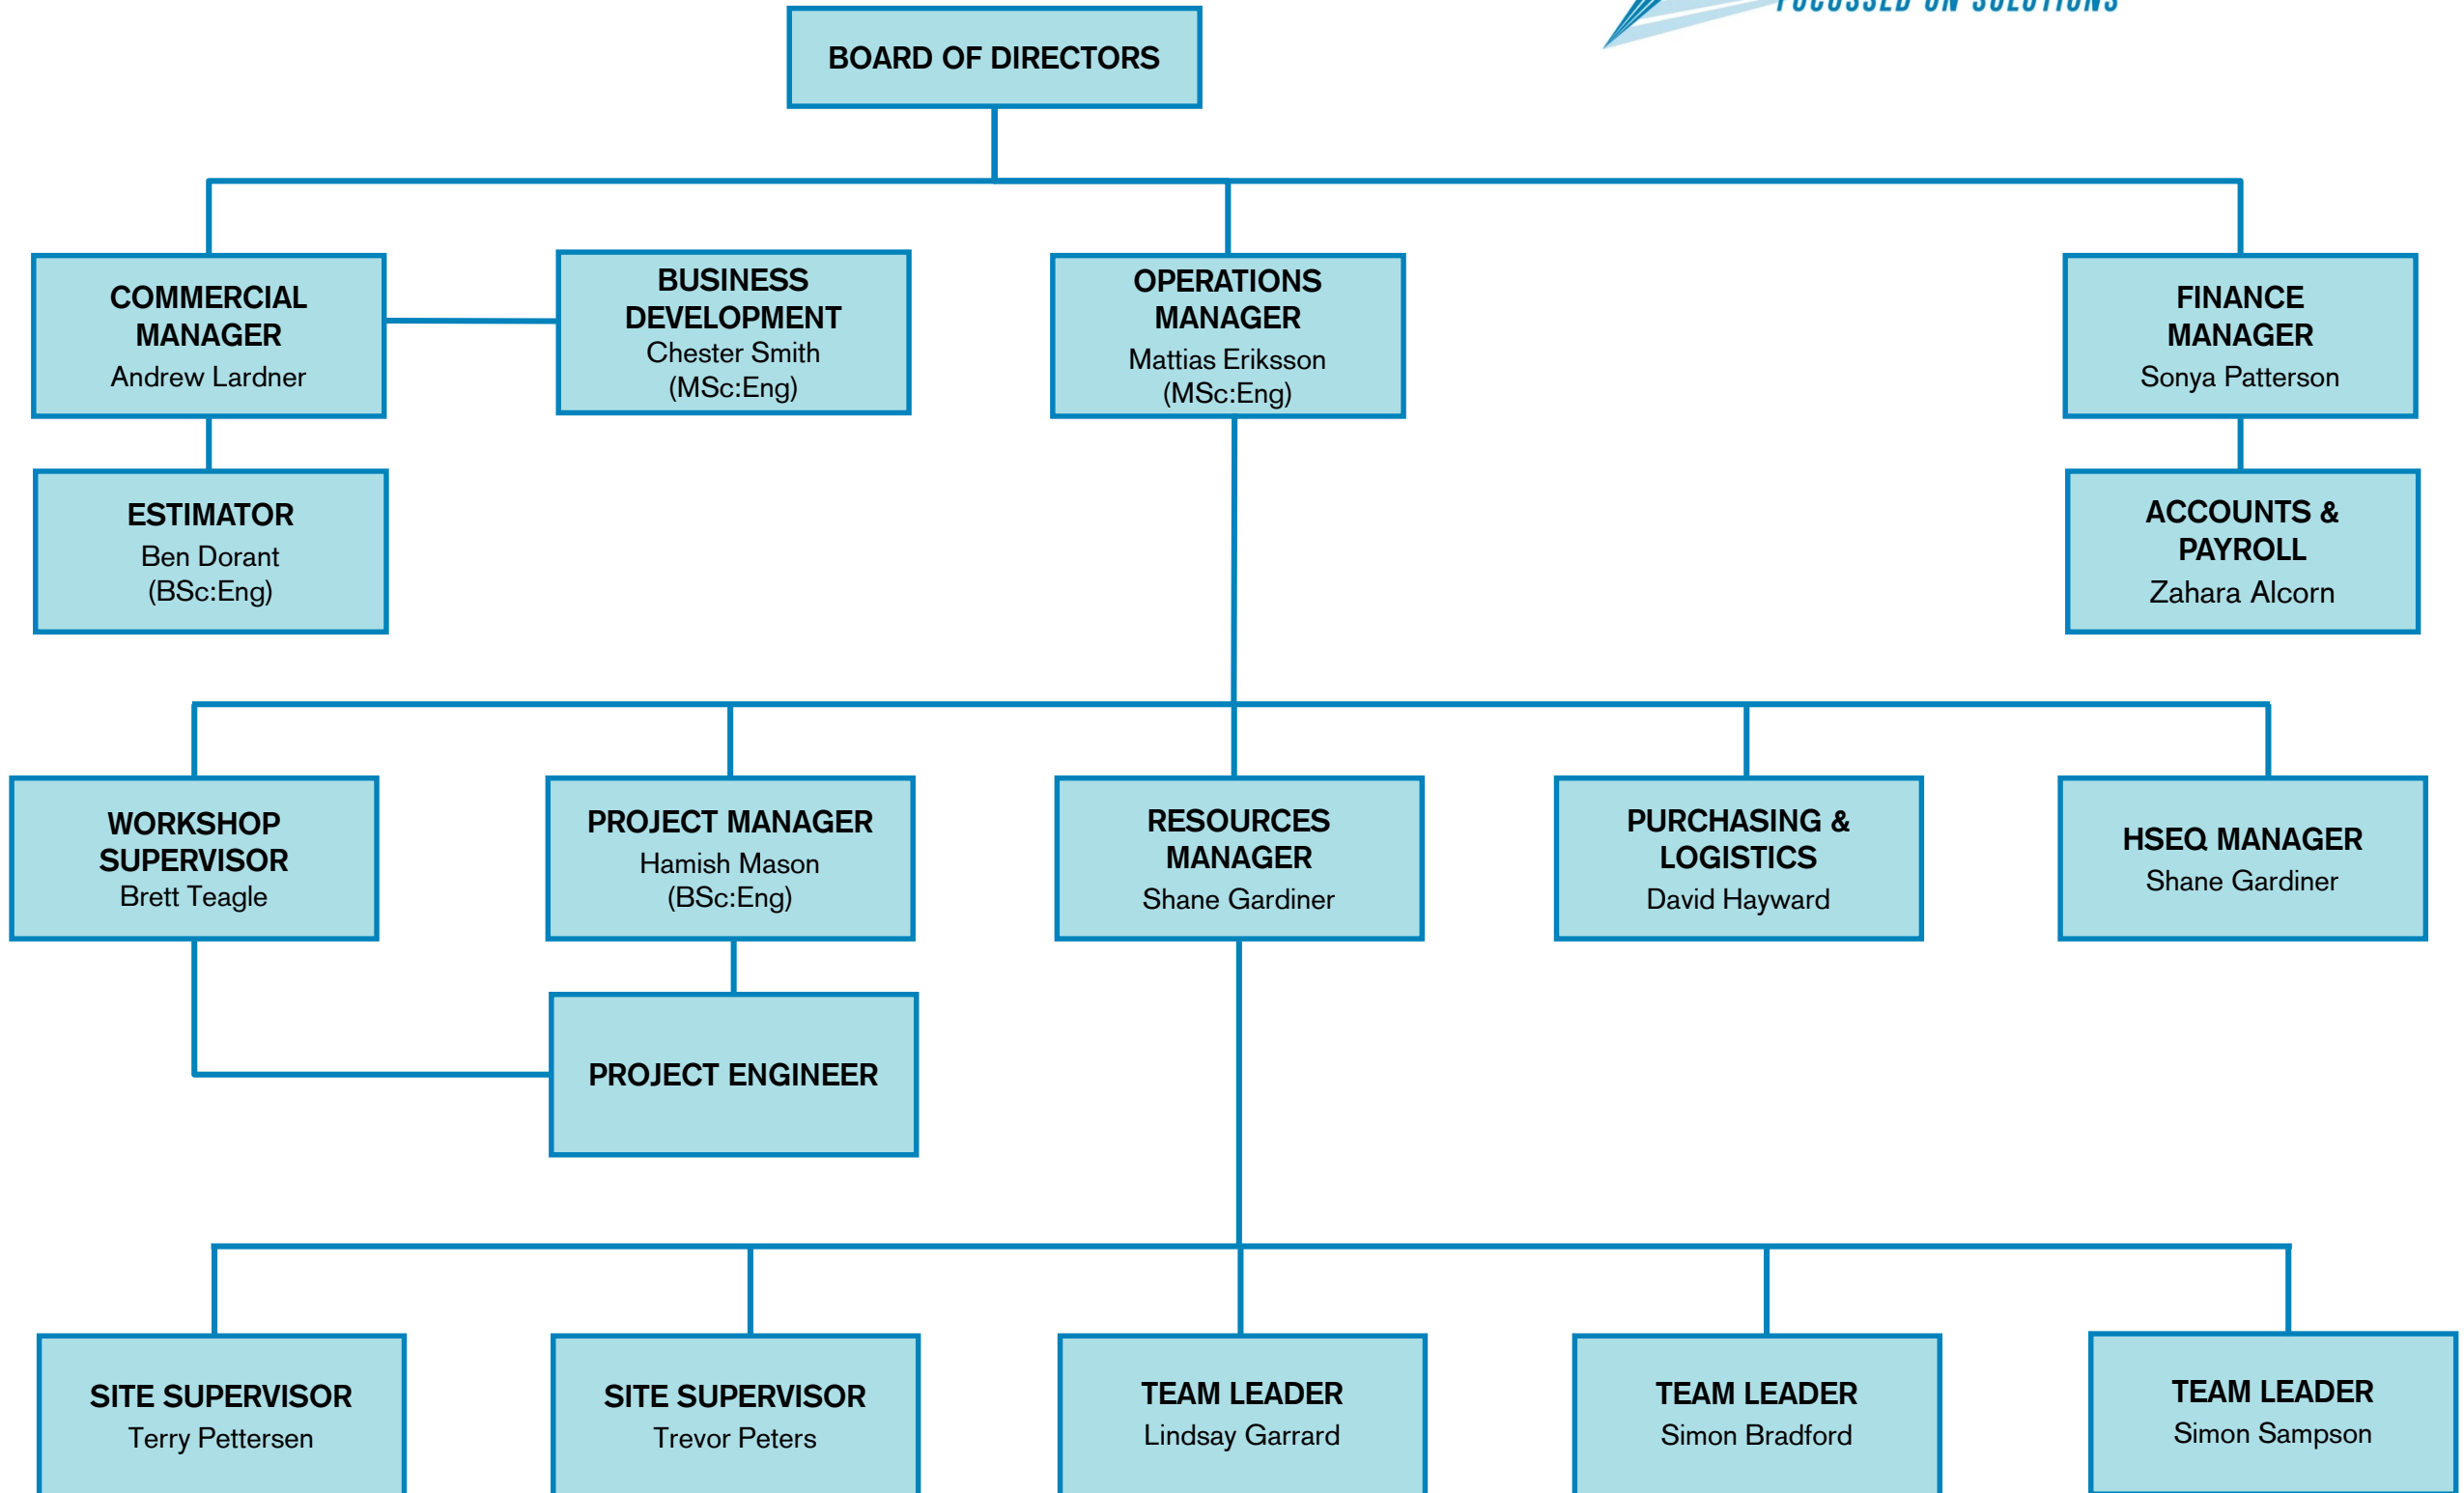 FOCUSSED ON SOLUTIONS
BOARD OF DIRECTORS
COMMERCIAL
MANAGER
Andrew Lardner
BUSINESS
DEVELOPMENT
Chester Smith
(MSc:Eng)
OPERATIONS
MANAGER
Mattias Eriksson
(MSc:Eng)
FINANCE
MANAGER
Sonya Patterson
ESTIMATOR
Ben Dorant
(BSc:Eng)
ACCOUNTS &
PAYROLL
Zahara Alcorn
WORKSHOP
SUPERVISOR
Brett Teagle
PROJECT MANAGER
Hamish Mason
(BSc:Eng)
RESOURCES
MANAGER
Shane Gardiner
PURCHASING &
LOGISTICS
David Hayward
HSEQ MANAGER
Shane Gardiner
PROJECT ENGINEER
SITE SUPERVISOR
Terry Pettersen
SITE SUPERVISOR
Trevor Peters
TEAM LEADER
Lindsay Garrard
TEAM LEADER
Simon Bradford
TEAM LEADER
Simon Sampson